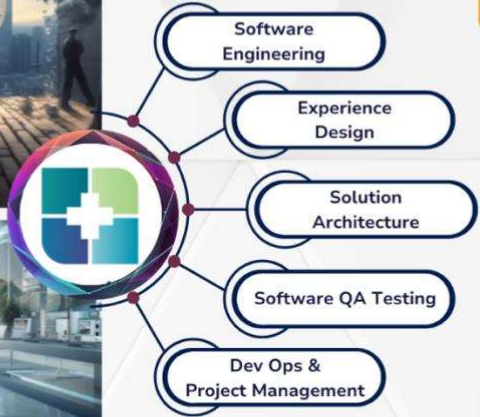 Software
Engineering
Experience
Design
Solution
Architecture
Software QA Testing
Dev Ops &
Project Management